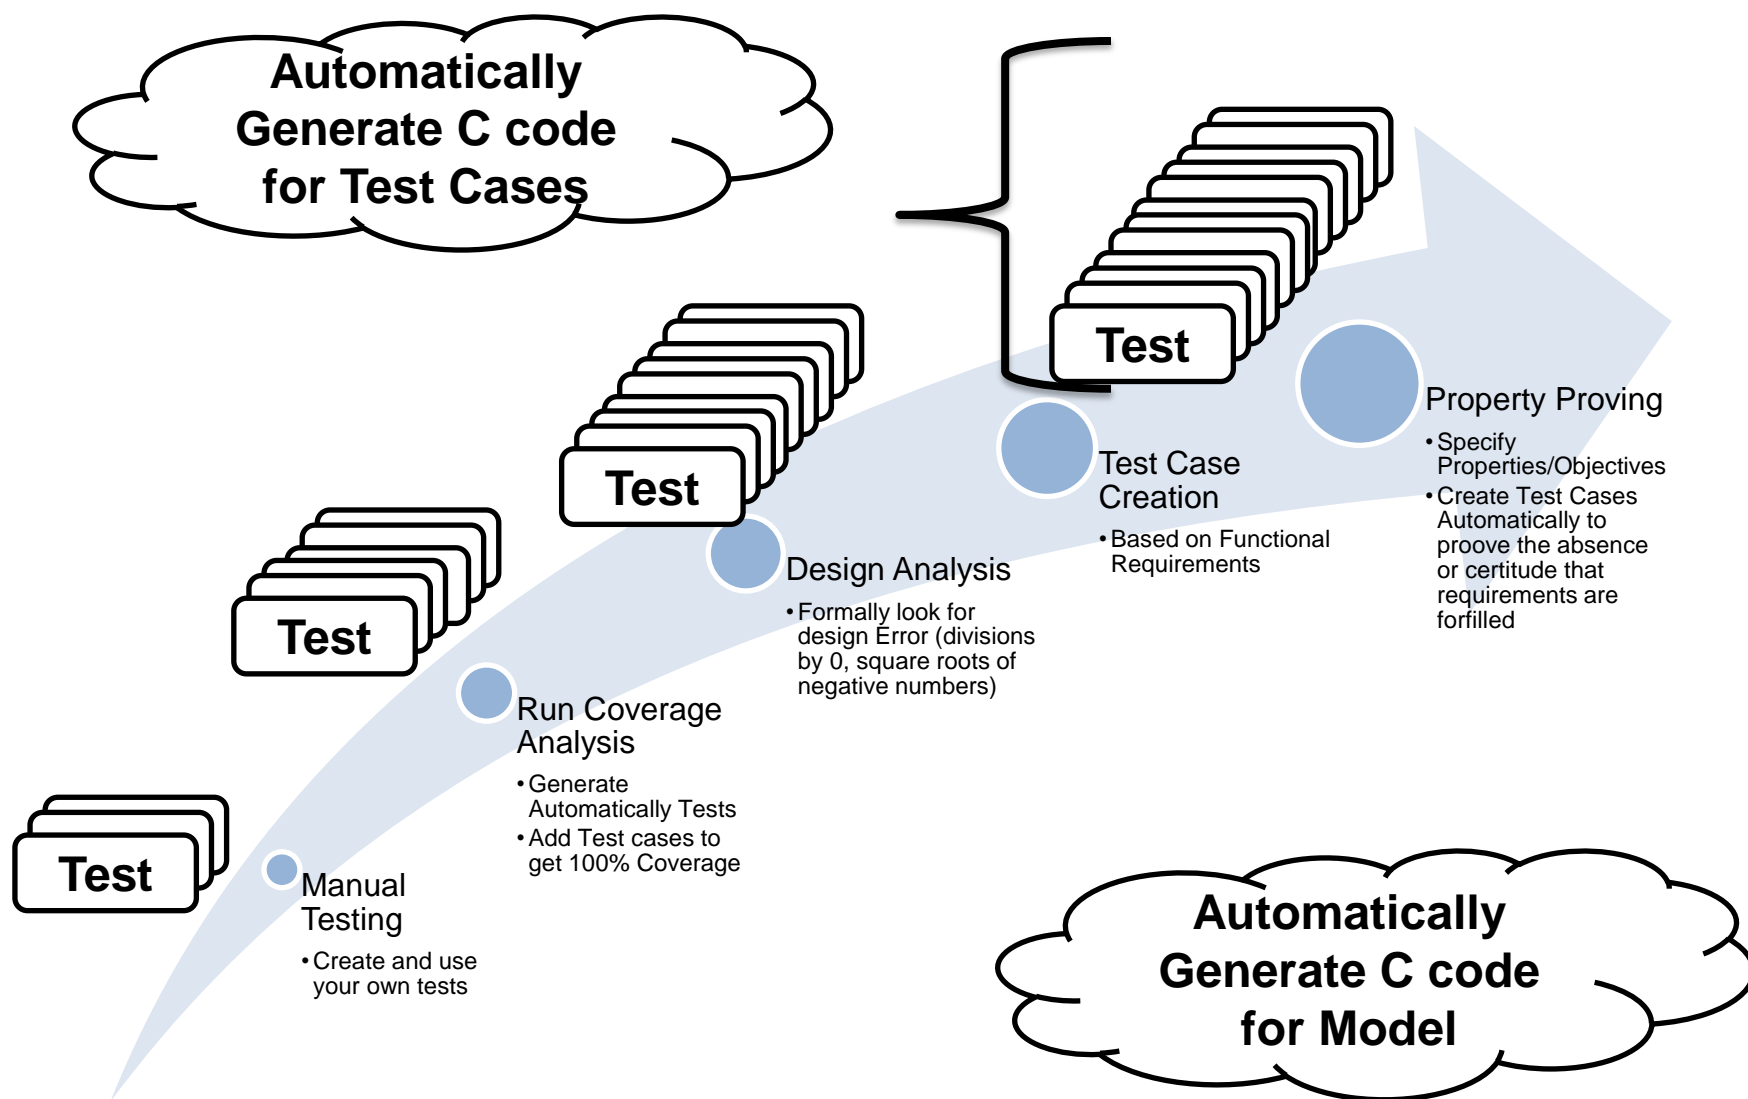 Automatically
Generate C code
for Test Cases
Test
Test
Test
Test
Manual
Testing
• Create and use
your own tests
Run Coverage
Analysis
• Generate
Automatically Tests
• Add Test cases to
get 100% Coverage
Design Analysis
• Formally look for
design Error (divisions
by 0, square roots of
negative numbers)
Test Case
Creation
• Based on Functional
Requirements
Property Proving
• Specify
Properties/Objectives
• Create Test Cases
Automatically to
proove the absence
or certitude that
requirements are
forfilled
Automatically
Generate C code
for Model